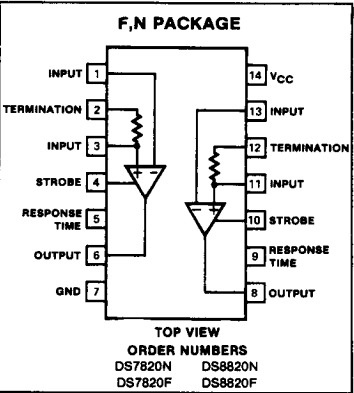 F,N PACKAGE
INPUT 1
TERMINATION 2
INPUT 3
STROBE 4
RESPONSE TIME 5
OUTPUT 6
GND 7
14 VCC
13 INPUT
12 TERMINATION
11 INPUT
10 STROBE
9 RESPONSE TIME
8 OUTPUT
+ −
− +
TOP VIEW
ORDER NUMBERS
DS7820N DS8820N
DS7820F DS8820F